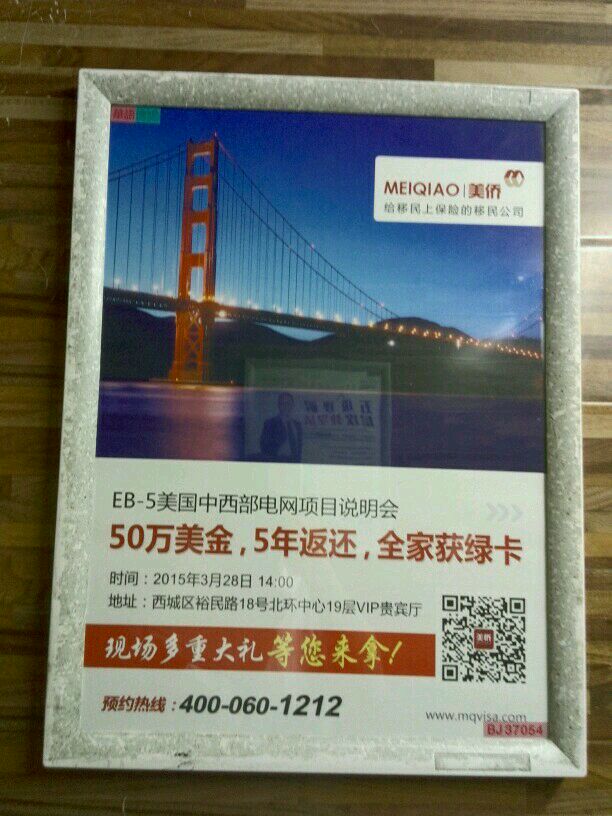 MEIQIAO|美侨
给移民上保险的移民公司
EB-5美国中西部电网项目说明会
50万美金，5年返还，全家获绿卡
时间：2015年3月28日 14:00
地址：西城区裕民路18号北环中心19层VIP贵宾厅
美侨
现场多重大礼等您来拿！
预约热线：400-060-1212
www.mqvisa.com
BJ37054